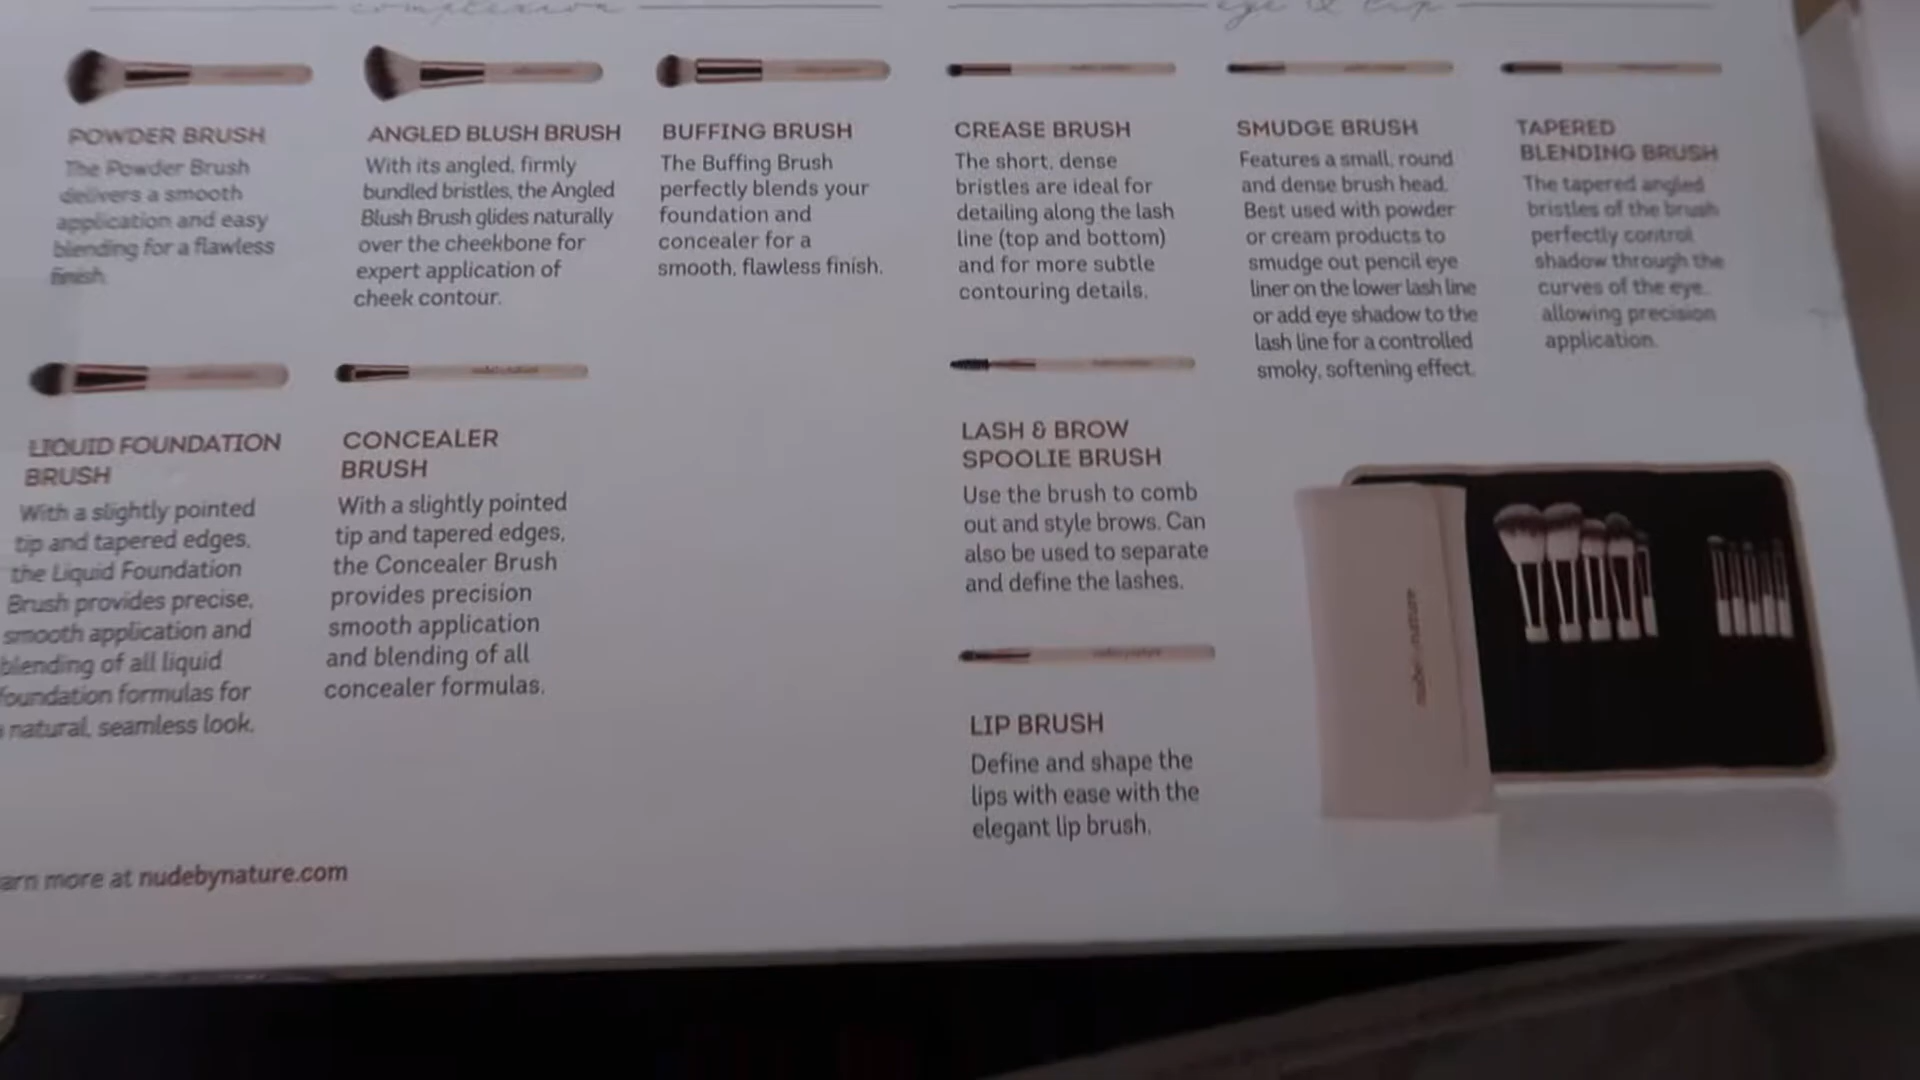 complexion
eye & lip
POWDER BRUSH
The Powder Brush
delivers a smooth
application and easy
blending for a flawless
finish.
ANGLED BLUSH BRUSH
With its angled, firmly
bundled bristles, the Angled
Blush Brush glides naturally
over the cheekbone for
expert application of
cheek contour.
BUFFING BRUSH
The Buffing Brush
perfectly blends your
foundation and
concealer for a
smooth, flawless finish.
CREASE BRUSH
The short, dense
bristles are ideal for
detailing along the lash
line (top and bottom)
and for more subtle
contouring details.
SMUDGE BRUSH
Features a small, round
and dense brush head.
Best used with powder
or cream products to
smudge out pencil eye
liner on the lower lash line
or add eye shadow to the
lash line for a controlled
smoky, softening effect.
TAPERED
BLENDING BRUSH
The tapered angled
bristles of the brush
perfectly control
shadow through the
curves of the eye,
allowing precision
application.
LIQUID FOUNDATION
BRUSH
With a slightly pointed
tip and tapered edges,
the Liquid Foundation
Brush provides precise,
smooth application and
blending of all liquid
foundation formulas for
natural, seamless look.
CONCEALER
BRUSH
With a slightly pointed
tip and tapered edges,
the Concealer Brush
provides precision
smooth application
and blending of all
concealer formulas.
LASH & BROW
SPOOLIE BRUSH
Use the brush to comb
out and style brows. Can
also be used to separate
and define the lashes.
LIP BRUSH
Define and shape the
lips with ease with the
elegant lip brush.
nudebynature
arn more at nudebynature.com